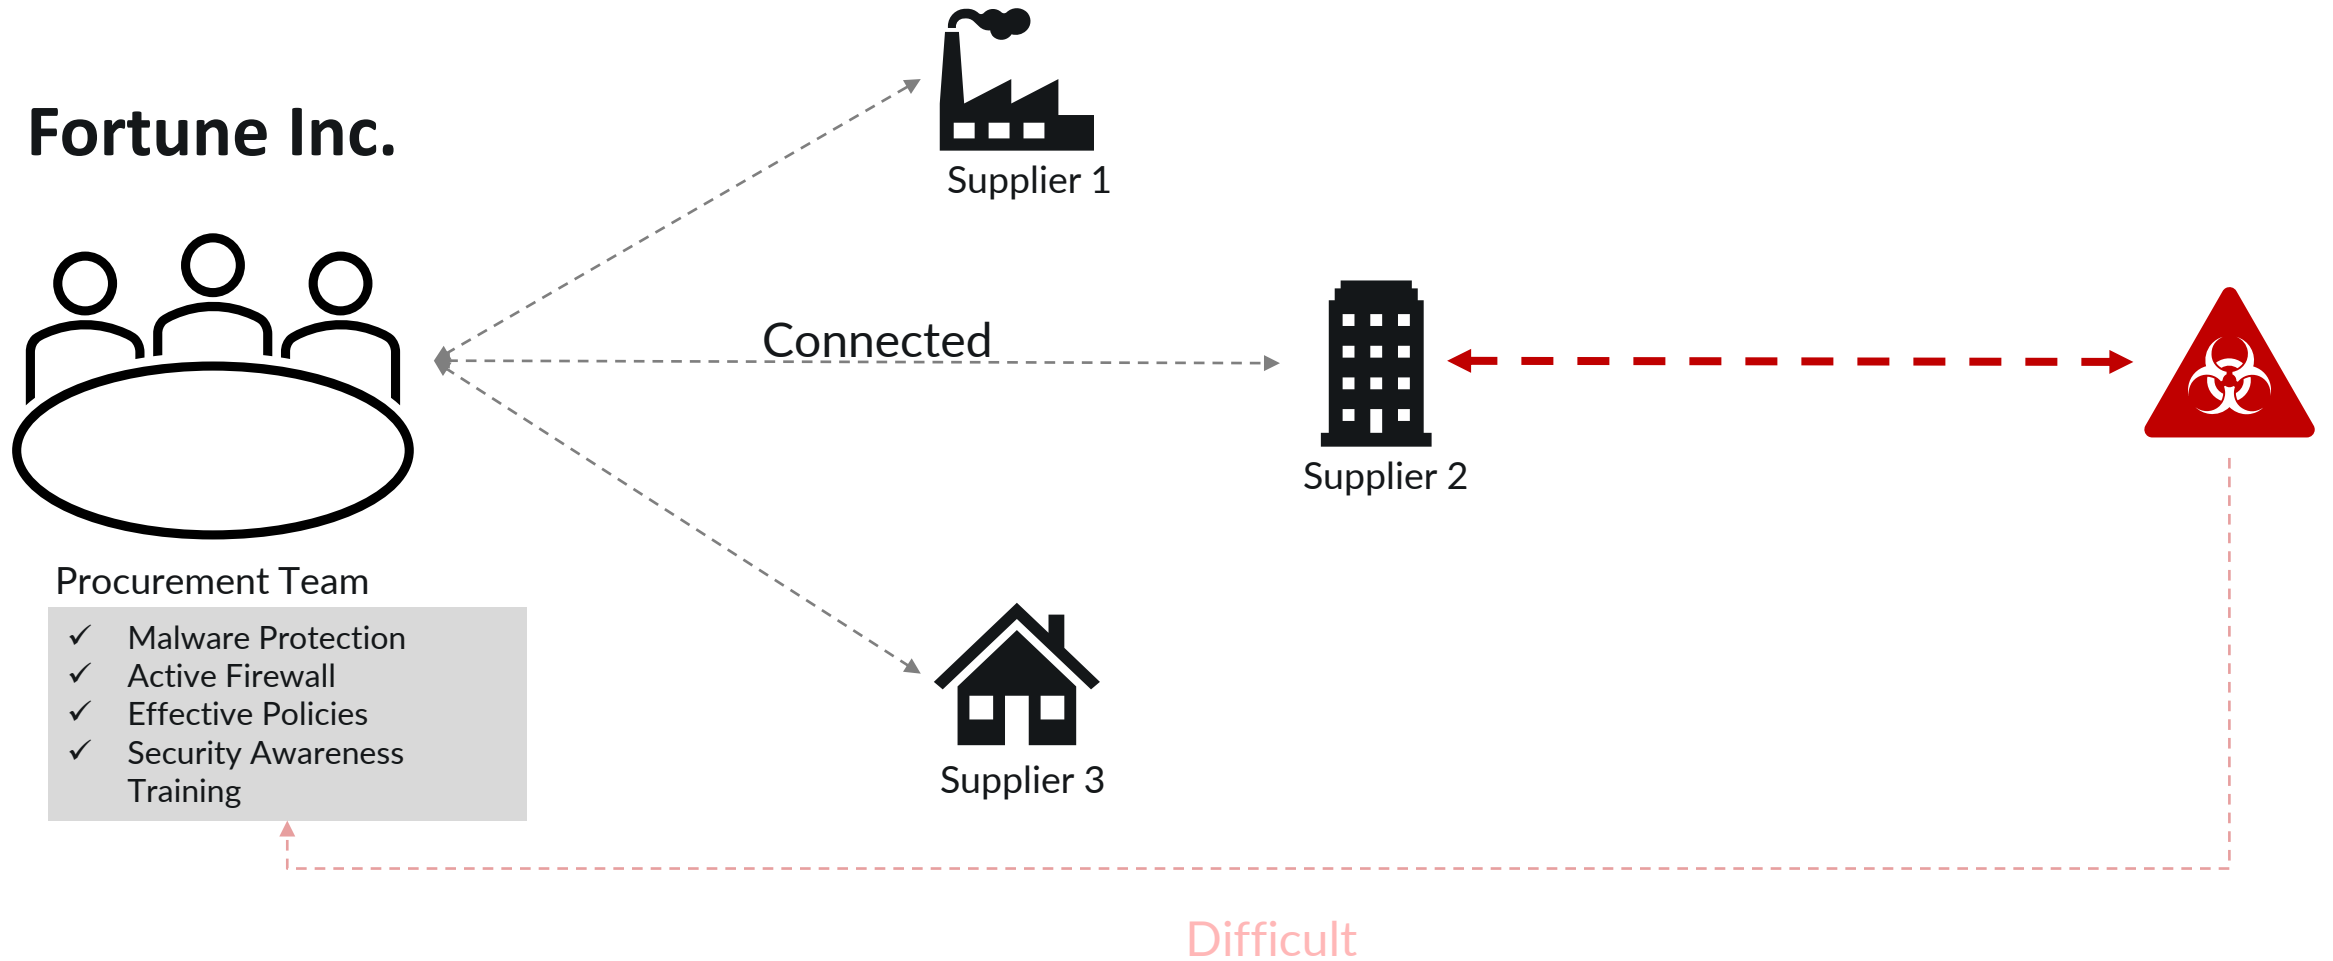 Fortune Inc.
Supplier 1
Connected
Supplier 2
Procurement Team
✓ Malware Protection
✓ Active Firewall
✓ Effective Policies
✓ Security Awareness
Training
Supplier 3
Difficult